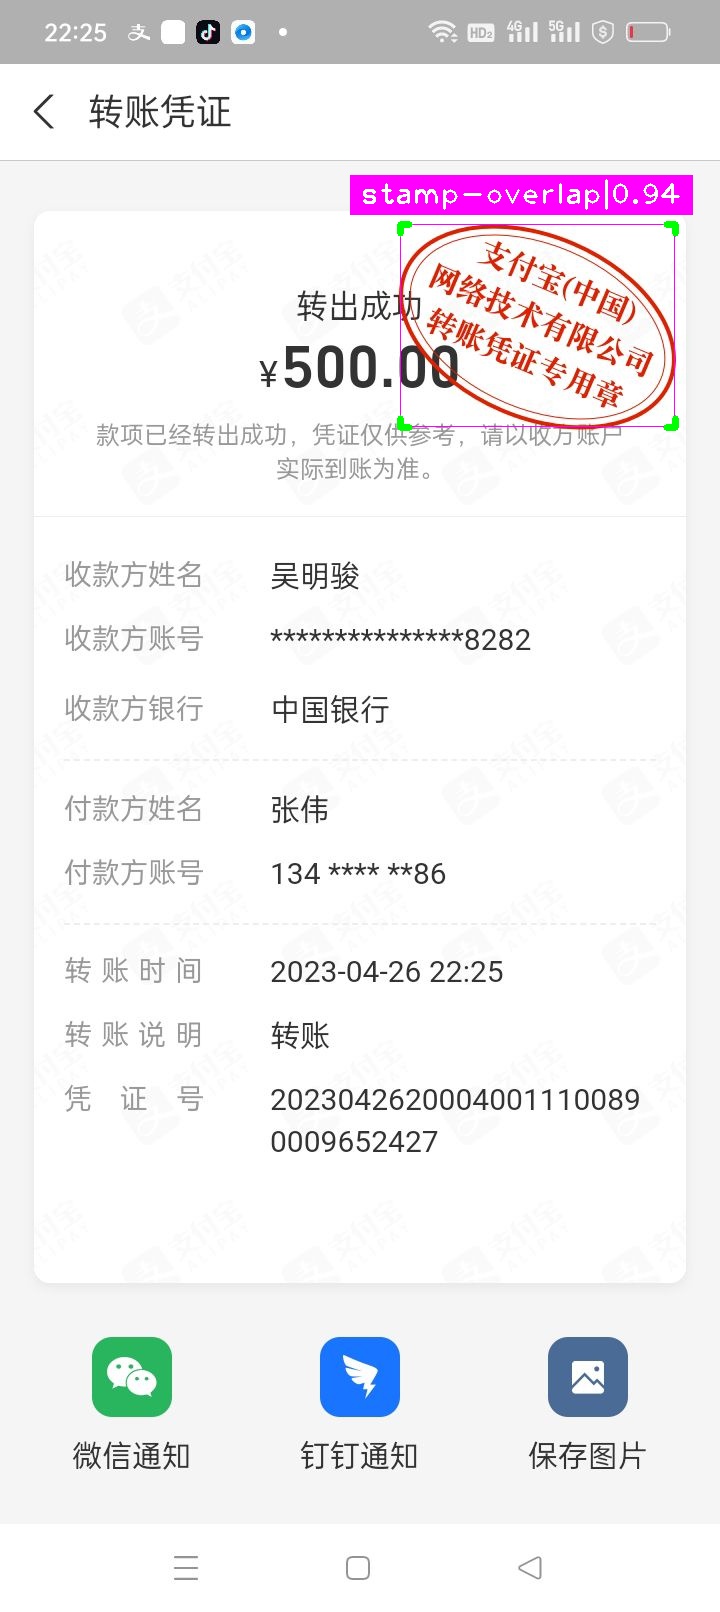 22:25
转账凭证
stamp-overlap|0.94
支付宝(中国)
网络技术有限公司
转账凭证专用章
转出成功
¥500.00
款项已经转出成功，凭证仅供参考，请以收方账户
实际到账为准。
收款方姓名 吴明骏
收款方账号 ***************8282
收款方银行 中国银行
付款方姓名 张伟
付款方账号 134 **** **86
转账时间 2023-04-26 22:25
转账说明 转账
凭证号 2023042620004001110089
0009652427
微信通知 钉钉通知 保存图片